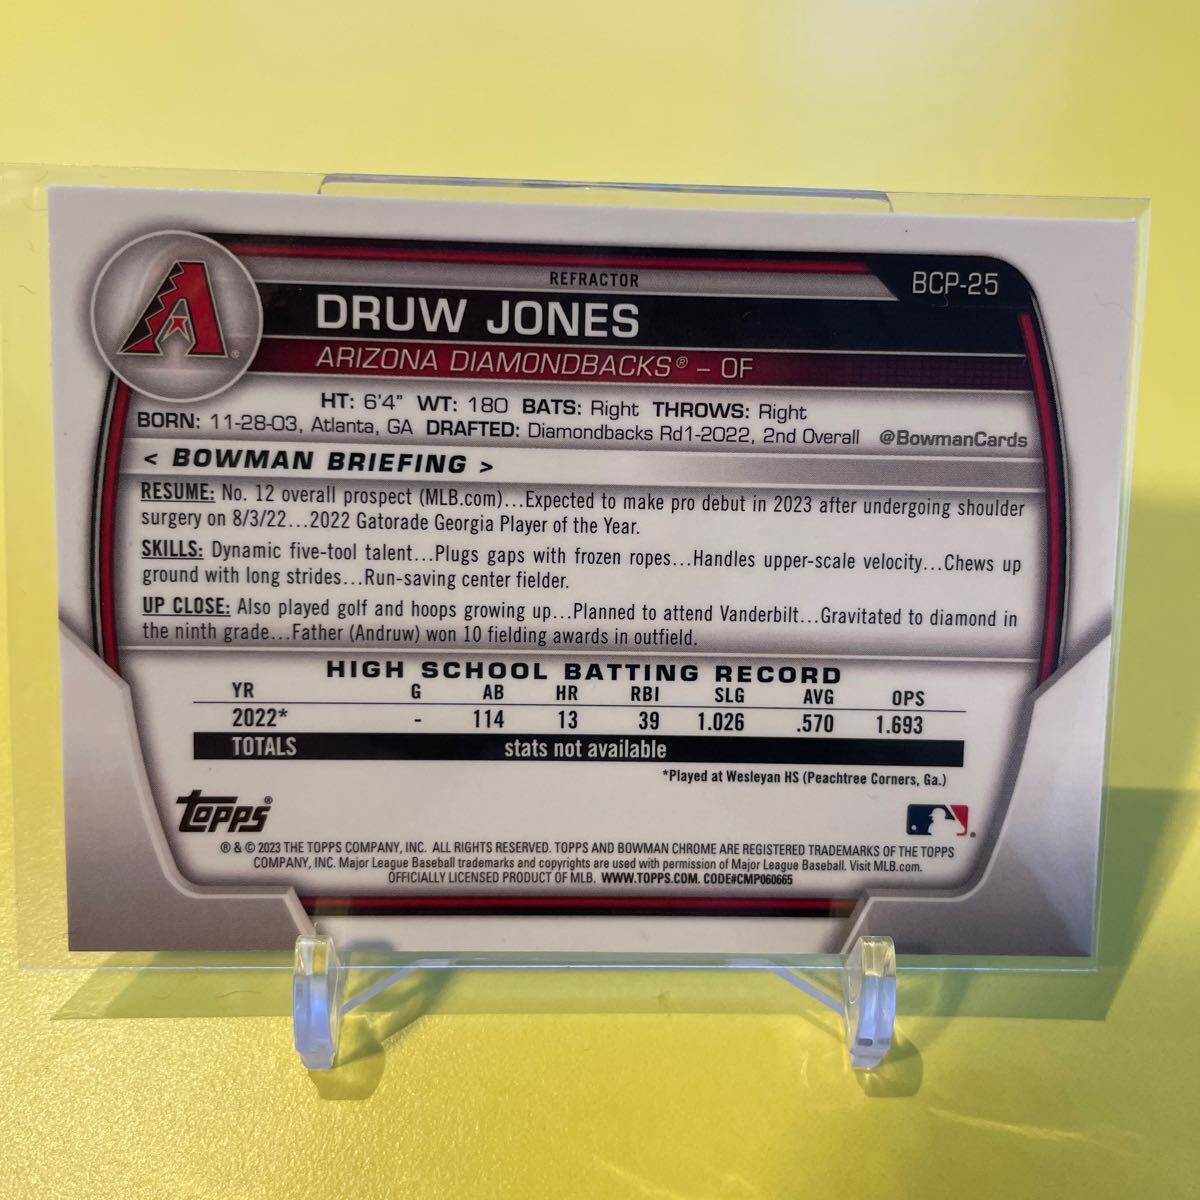 REFRACTOR
BCP-25
DRUW JONES
ARIZONA DIAMONDBACKS® – OF
HT: 6'4" WT: 180 BATS: Right THROWS: Right
BORN: 11-28-03, Atlanta, GA DRAFTED: Diamondbacks Rd1-2022, 2nd Overall @BowmanCards
< BOWMAN BRIEFING >
RESUME: No. 12 overall prospect (MLB.com)...Expected to make pro debut in 2023 after undergoing shoulder
surgery on 8/3/22...2022 Gatorade Georgia Player of the Year.
SKILLS: Dynamic five-tool talent...Plugs gaps with frozen ropes...Handles upper-scale velocity...Chews up
ground with long strides...Run-saving center fielder.
UP CLOSE: Also played golf and hoops growing up...Planned to attend Vanderbilt...Gravitated to diamond in
the ninth grade...Father (Andruw) won 10 fielding awards in outfield.
HIGH SCHOOL BATTING RECORD
YR G AB HR RBI SLG AVG OPS
2022* - 114 13 39 1.026 .570 1.693
TOTALS stats not available
*Played at Wesleyan HS (Peachtree Corners, Ga.)
Topps®
® & © 2023 THE TOPPS COMPANY, INC. ALL RIGHTS RESERVED. TOPPS AND BOWMAN CHROME ARE REGISTERED TRADEMARKS OF THE TOPPS
COMPANY, INC. Major League Baseball trademarks and copyrights are used with permission of Major League Baseball. Visit MLB.com.
OFFICIALLY LICENSED PRODUCT OF MLB. WWW.TOPPS.COM. CODE#CMP060665